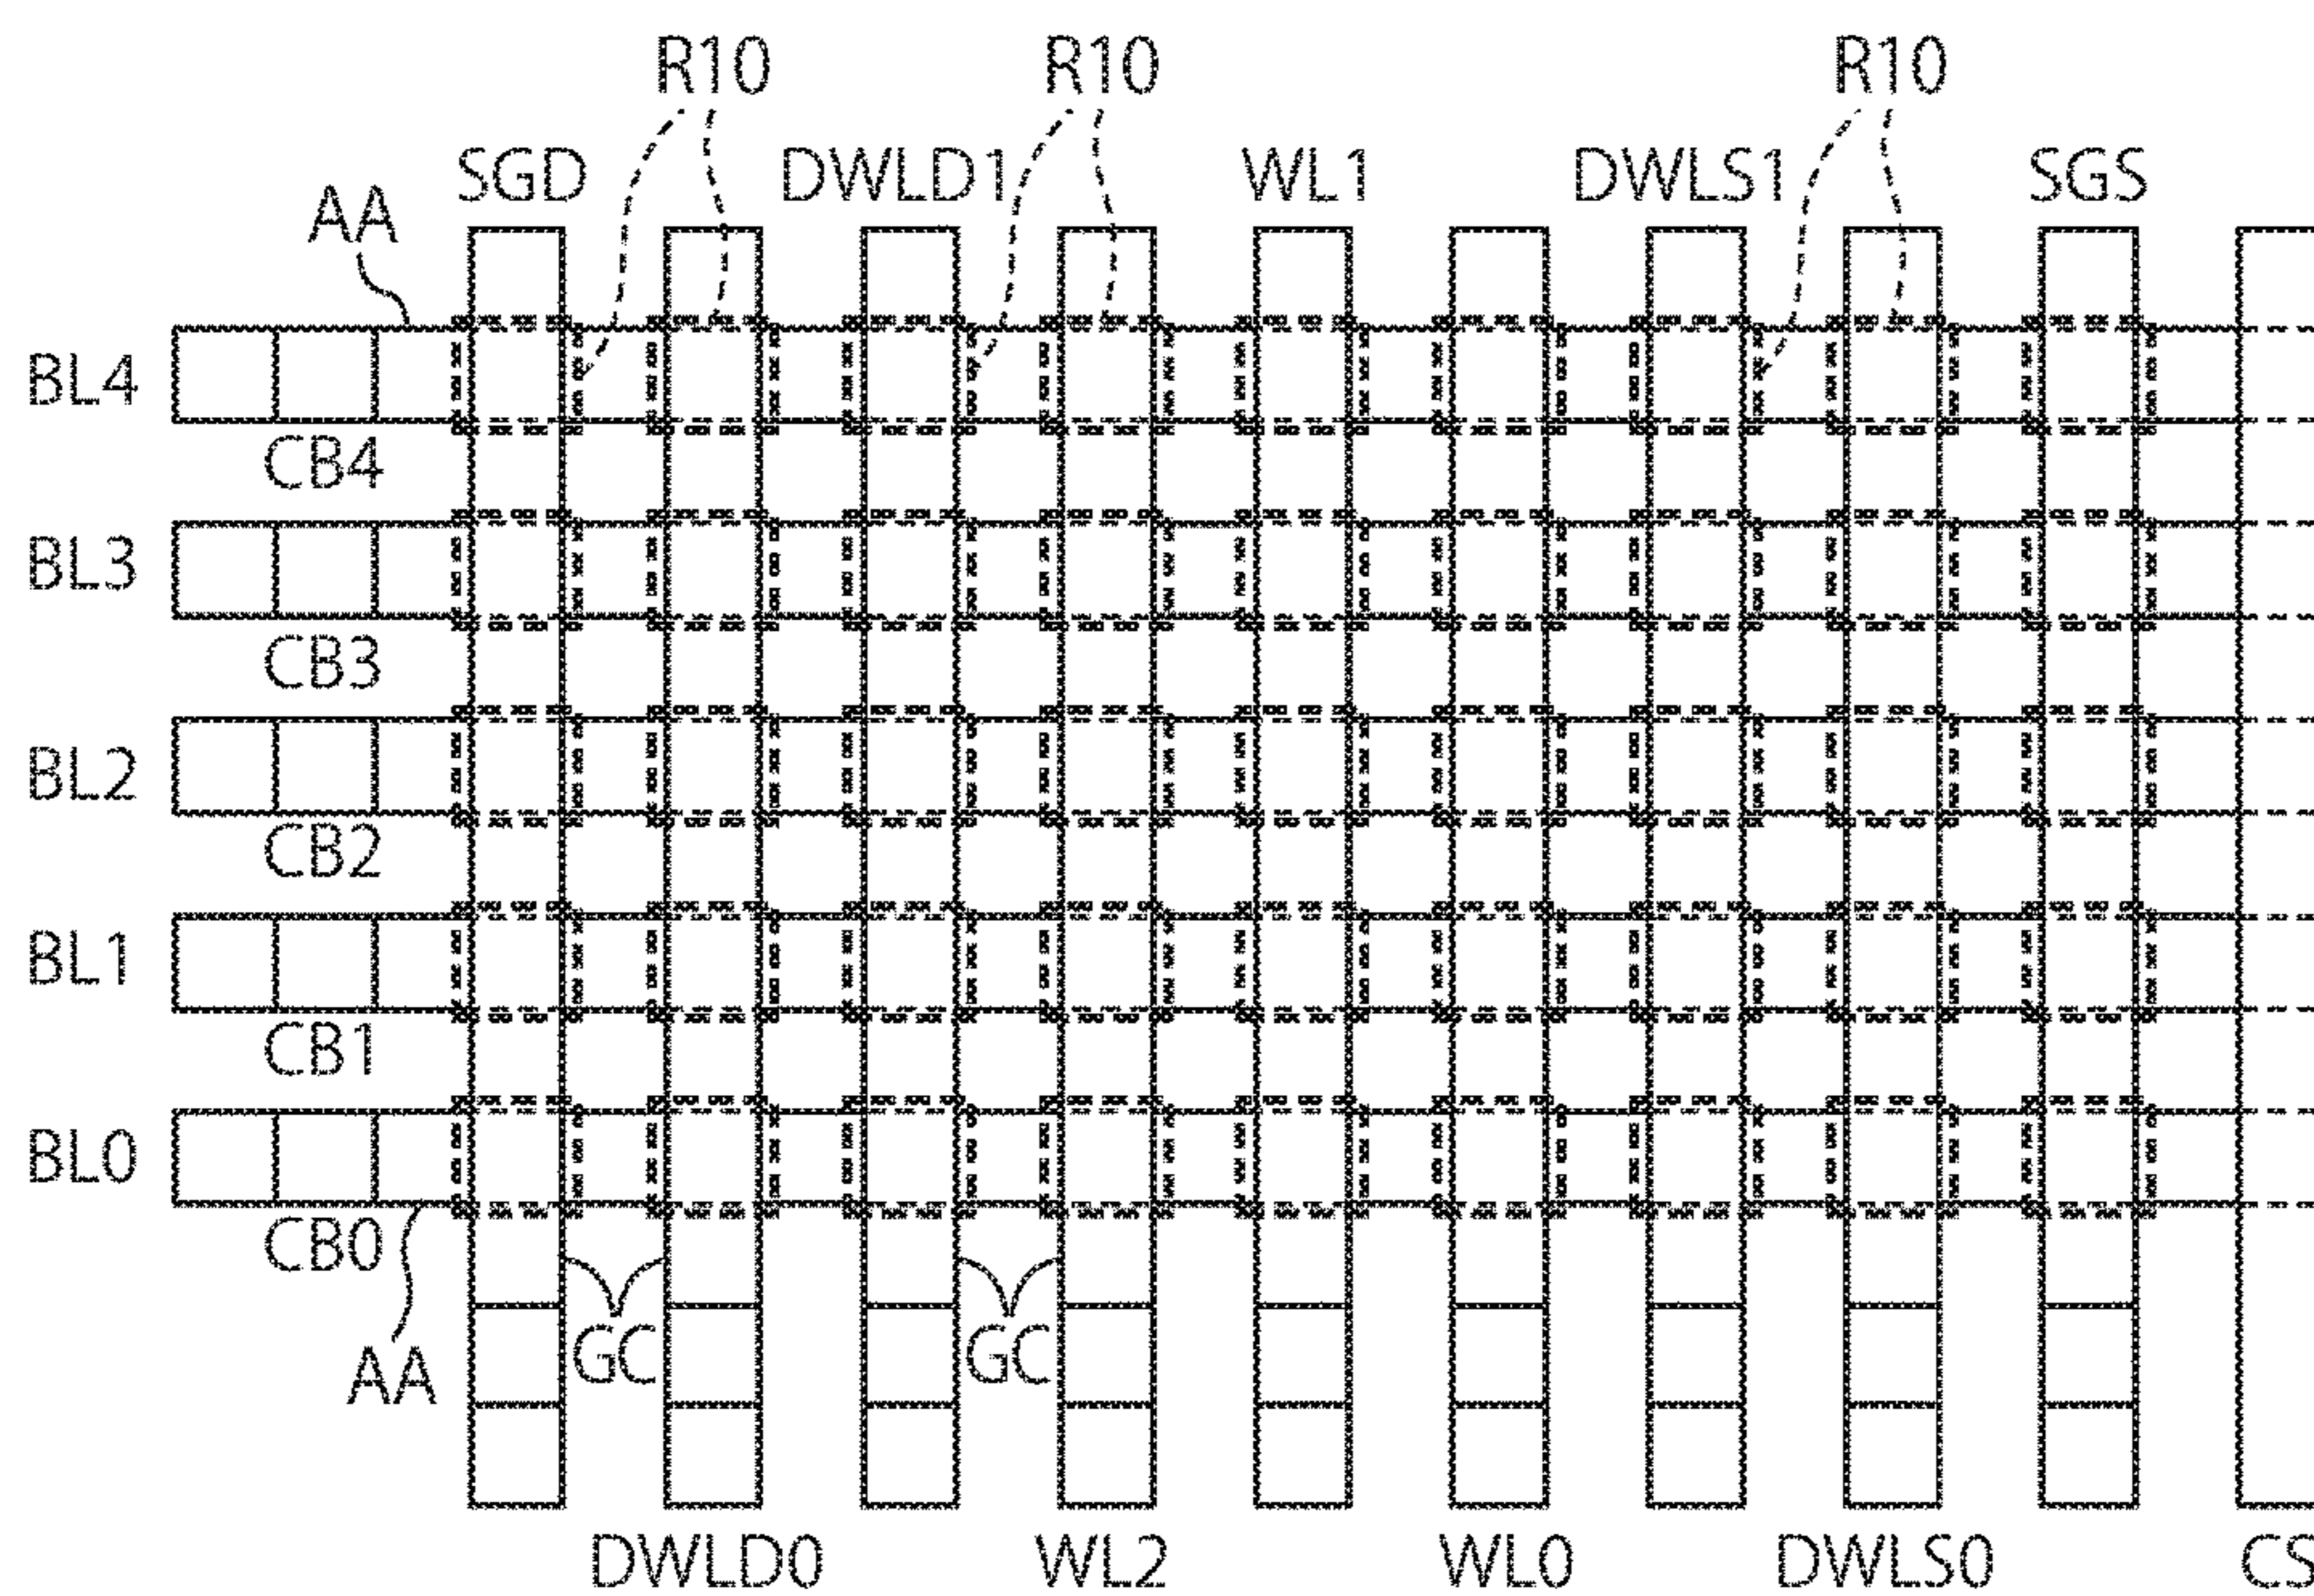 R10 R10 R10
SGD DWLD1 WL1 DWLS1 SGS
AA
BL4
CB4
BL3
CB3
BL2
CB2
BL1
CB1
BL0
CB0
GC GC
AA
DWLD0 WL2 WL0 DWLS0 CS